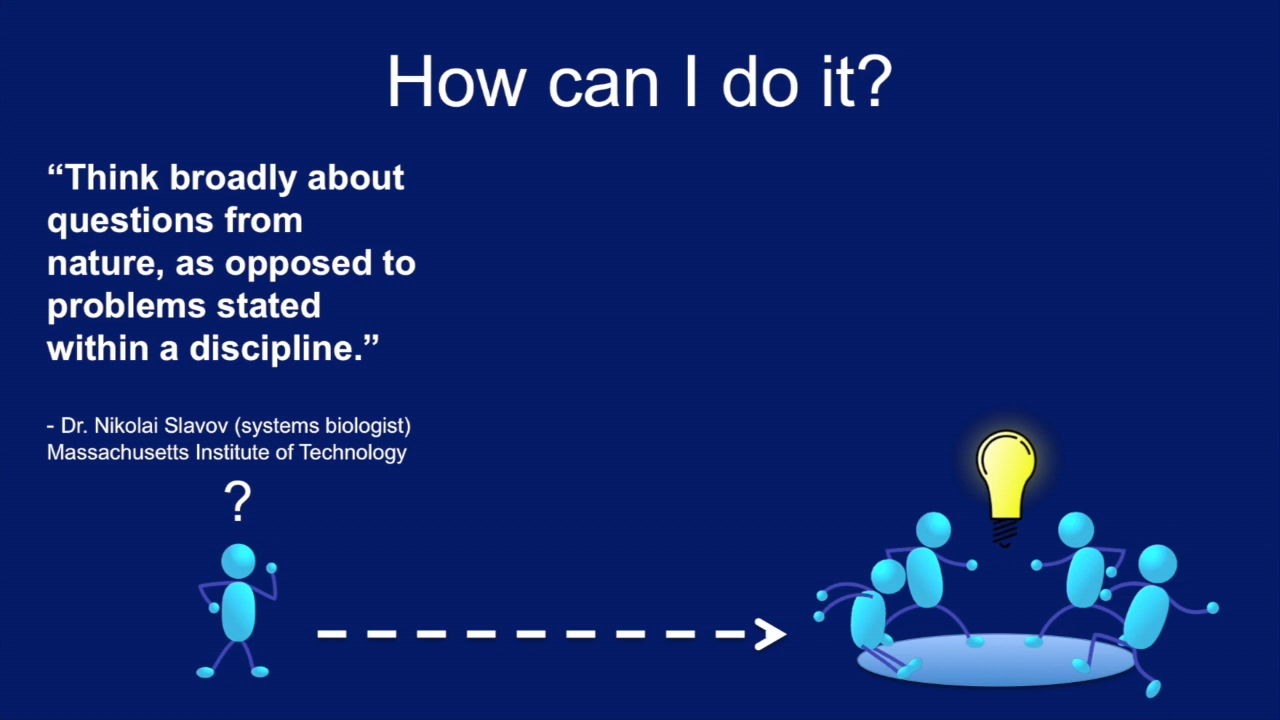 How can I do it?
“Think broadly about
questions from
nature, as opposed to
problems stated
within a discipline.”
- Dr. Nikolai Slavov (systems biologist)
Massachusetts Institute of Technology
?